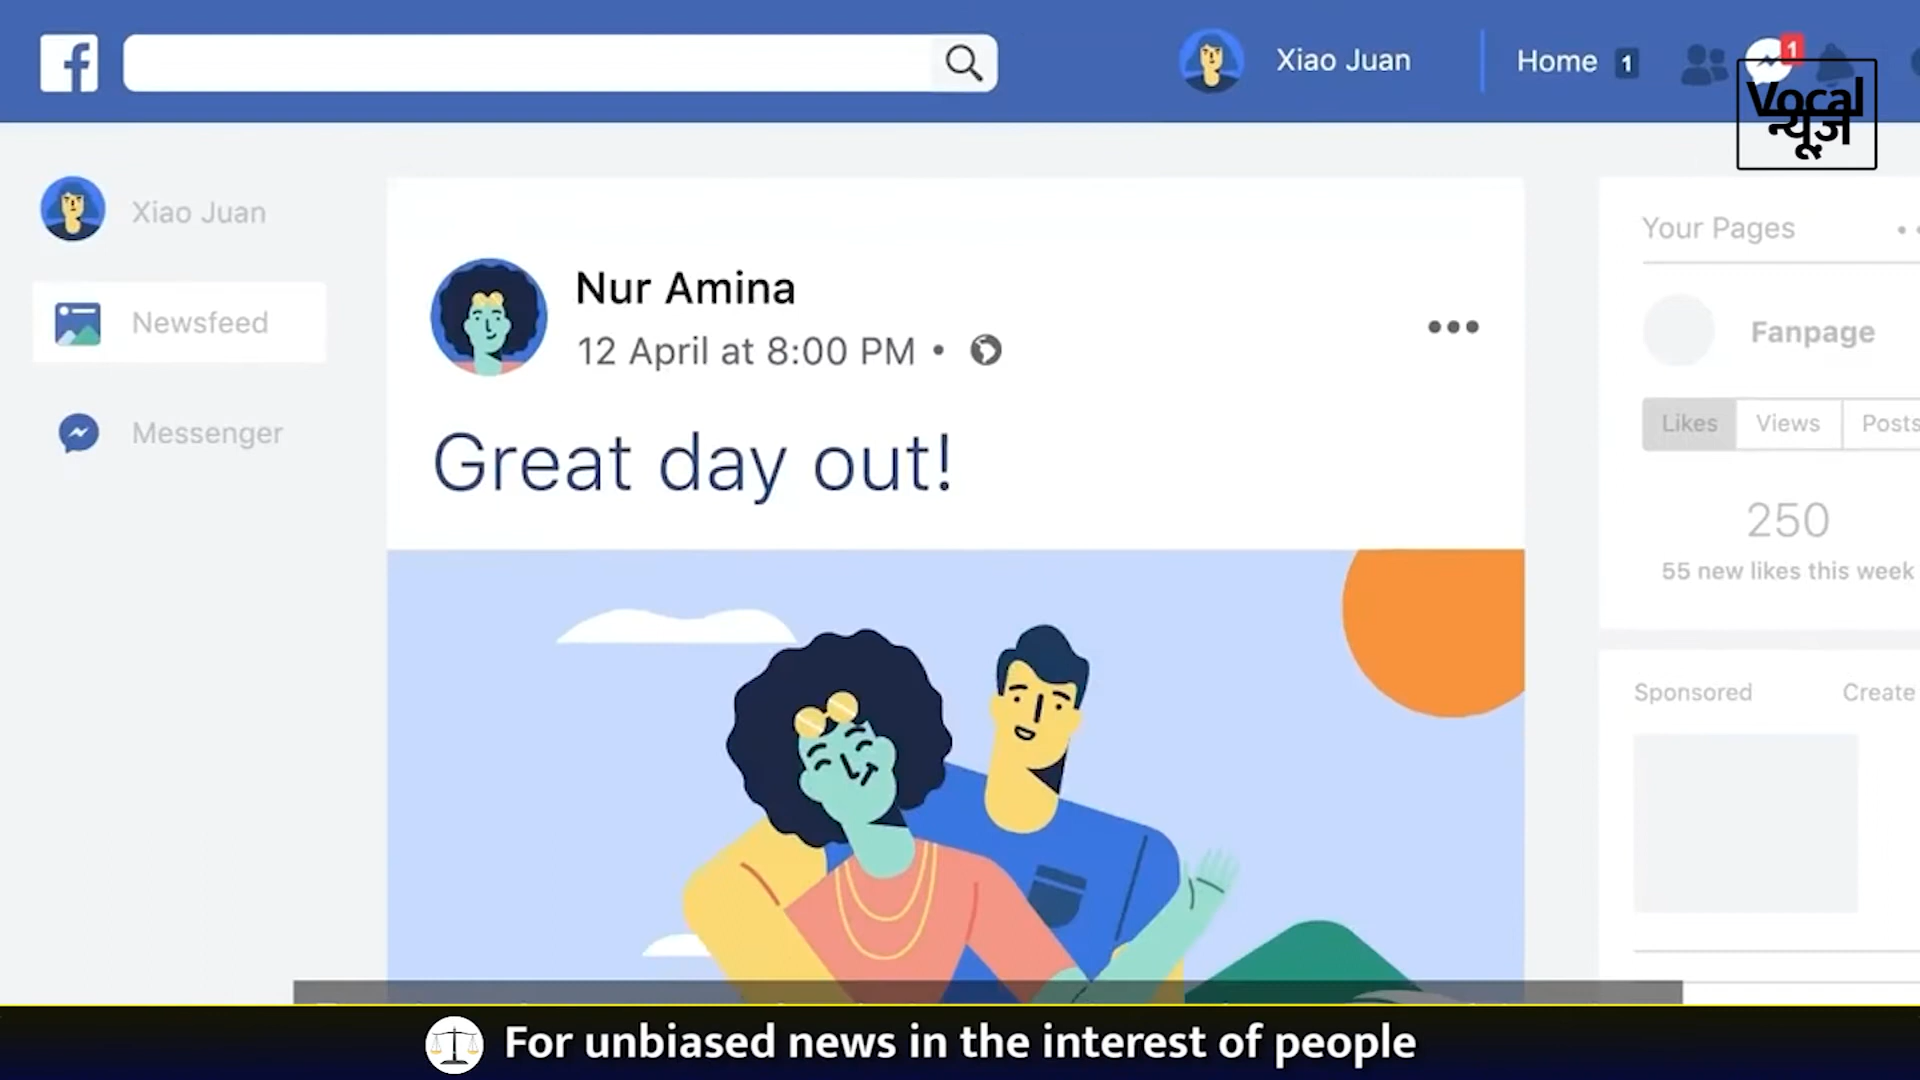 f
Xiao Juan
Home 1
1
Vocal
न्यूज़
Xiao Juan
Newsfeed
Messenger
Nur Amina
12 April at 8:00 PM •
Great day out!
Your Pages
Fanpage
Likes
Views
Posts
250
55 new likes this week
Sponsored
Create
For unbiased news in the interest of people